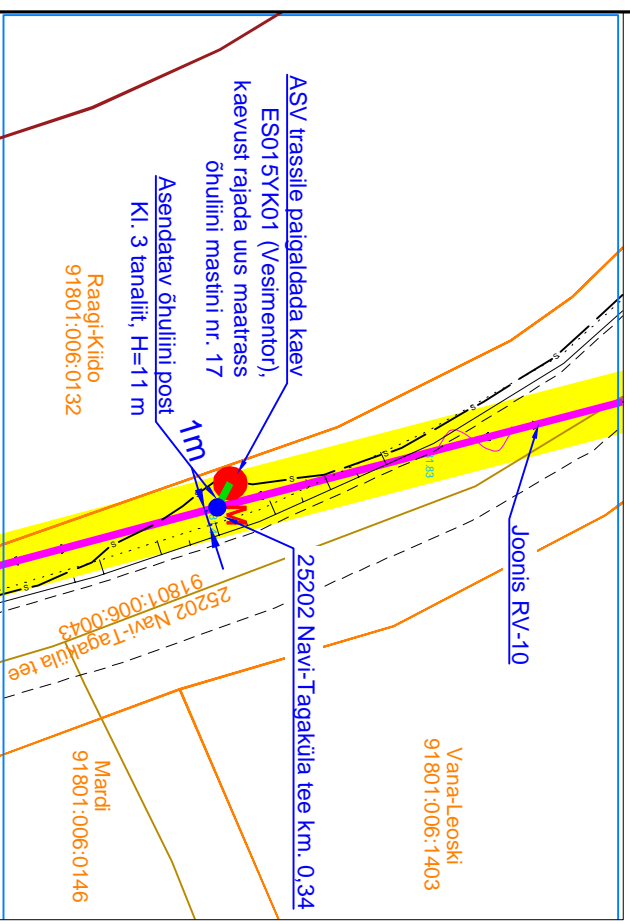 ASV trassile paigaldada kaev
ES015YK01 (Vesimentor),
kaevust rajada uus maatrass
õhuliini mastini nr. 17
Asendatav õhuliini post
Kl. 3 tanaliit, H=11 m
Raagi-Kiido
91801:006:0132
1m
M
1.83
Joonis RV-10
25202 Navi-Tagaküla tee km. 0,34
25202 Navi-Tagaküla tee
91801:006:0043
Vana-Leoski
91801:006:1403
Mardi
91801:006:0146
s
s
s
s
s
s
s